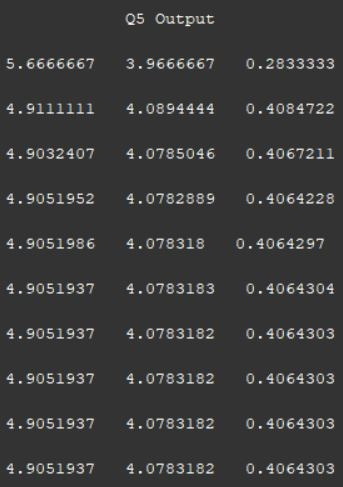 Q5 Output
5.6666667 3.9666667 0.2833333
4.9111111 4.0894444 0.4084722
4.9032407 4.0785046 0.4067211
4.9051952 4.0782889 0.4064228
4.9051986 4.078318 0.4064297
4.9051937 4.0783183 0.4064304
4.9051937 4.0783182 0.4064303
4.9051937 4.0783182 0.4064303
4.9051937 4.0783182 0.4064303
4.9051937 4.0783182 0.4064303